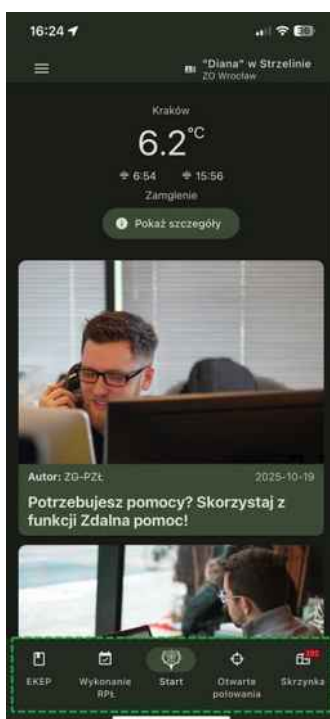 16:24
"Diana" w Strzelinie
ZO Wrocław
Kraków
6.2°C
6:54 15:56
Zamglenie
Pokaż szczegóły
Autor: ZG-PZŁ 2025-10-19
Potrzebujesz pomocy? Skorzystaj z
funkcji Zdalna pomoc!
EKEP Wykonanie Start Otwarte Skrzynka
RPŁ polowania